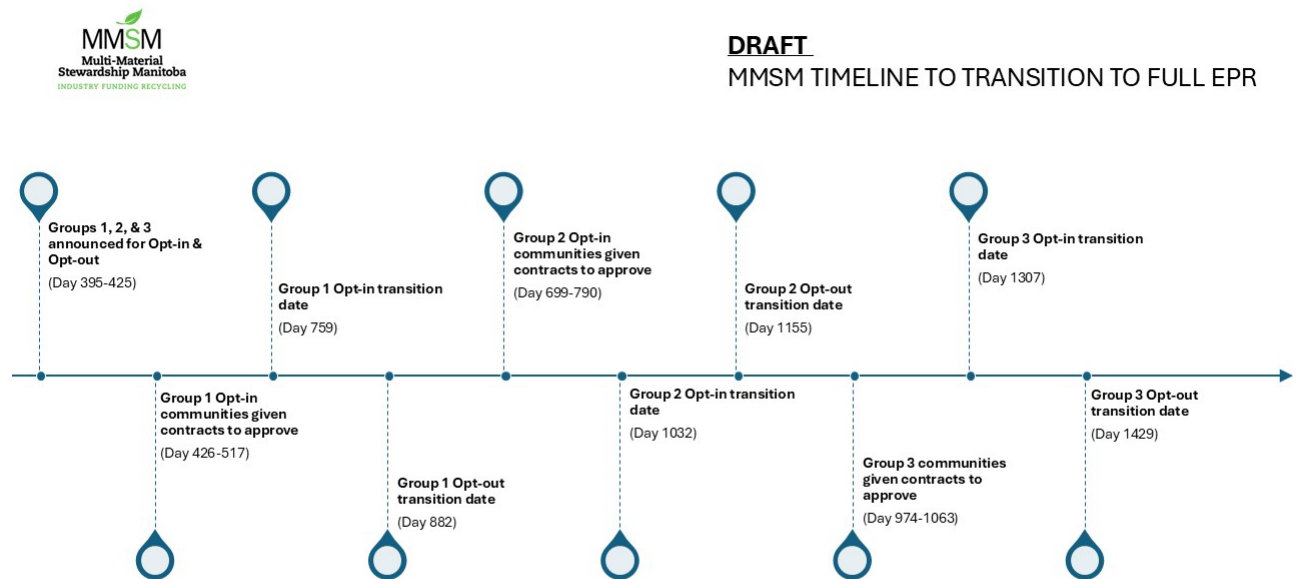 MMSM
Multi-Material
Stewardship Manitoba
INDUSTRY FUNDING RECYCLING
DRAFT
MMSM TIMELINE TO TRANSITION TO FULL EPR
Groups 1, 2, & 3
announced for Opt-in &
Opt-out
(Day 395-425)
Group 1 Opt-in
communities given
contracts to approve
(Day 426-517)
Group 1 Opt-in transition
date
(Day 759)
Group 1 Opt-out
transition date
(Day 882)
Group 2 Opt-in
communities given
contracts to approve
(Day 699-790)
Group 2 Opt-in transition
date
(Day 1032)
Group 2 Opt-out
transition date
(Day 1155)
Group 3 communities
given contracts to
approve
(Day 974-1063)
Group 3 Opt-in transition
date
(Day 1307)
Group 3 Opt-out
transition date
(Day 1429)